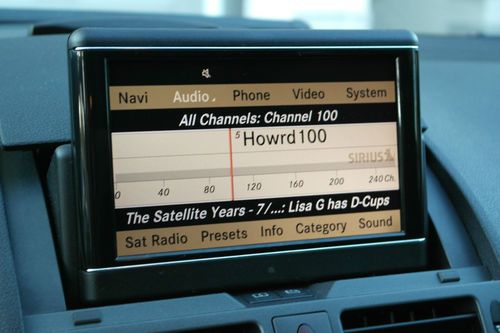 Navi Audio Phone Video System
All Channels: Channel 100
5 Howrd100
SIRIUS
0 40 80 120 160 200 240 Ch.
The Satellite Years - 7/...: Lisa G has D-Cups
Sat Radio Presets Info Category Sound